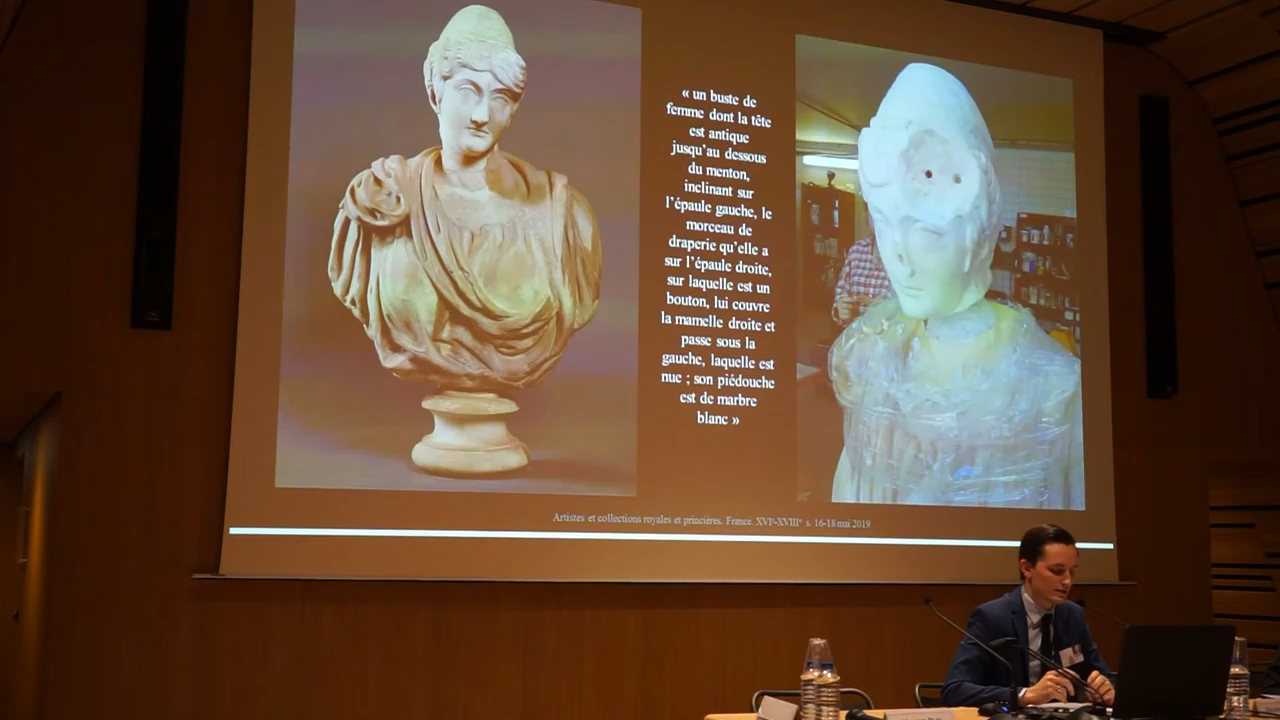 « un buste de
femme dont la tête
est antique
jusqu'au dessous
du menton,
inclinant sur
l'épaule gauche, le
morceau de
draperie qu'elle a
sur l'épaule droite,
sur laquelle est un
bouton, lui couvre
la mamelle droite et
passe sous la
gauche, laquelle est
nue ; son piédouche
est de marbre
blanc »
Artistes et collections royales et princières. France. XVIe-XVIIIe s. 16-18 mai 2019